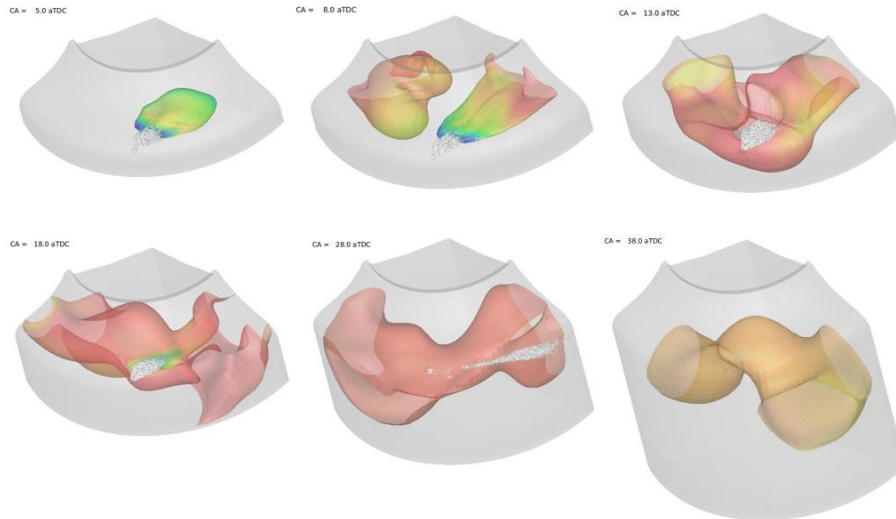 CA = 5.0 aTDC
CA = 8.0 aTDC
CA = 13.0 aTDC
CA = 18.0 aTDC
CA = 28.0 aTDC
CA = 38.0 aTDC